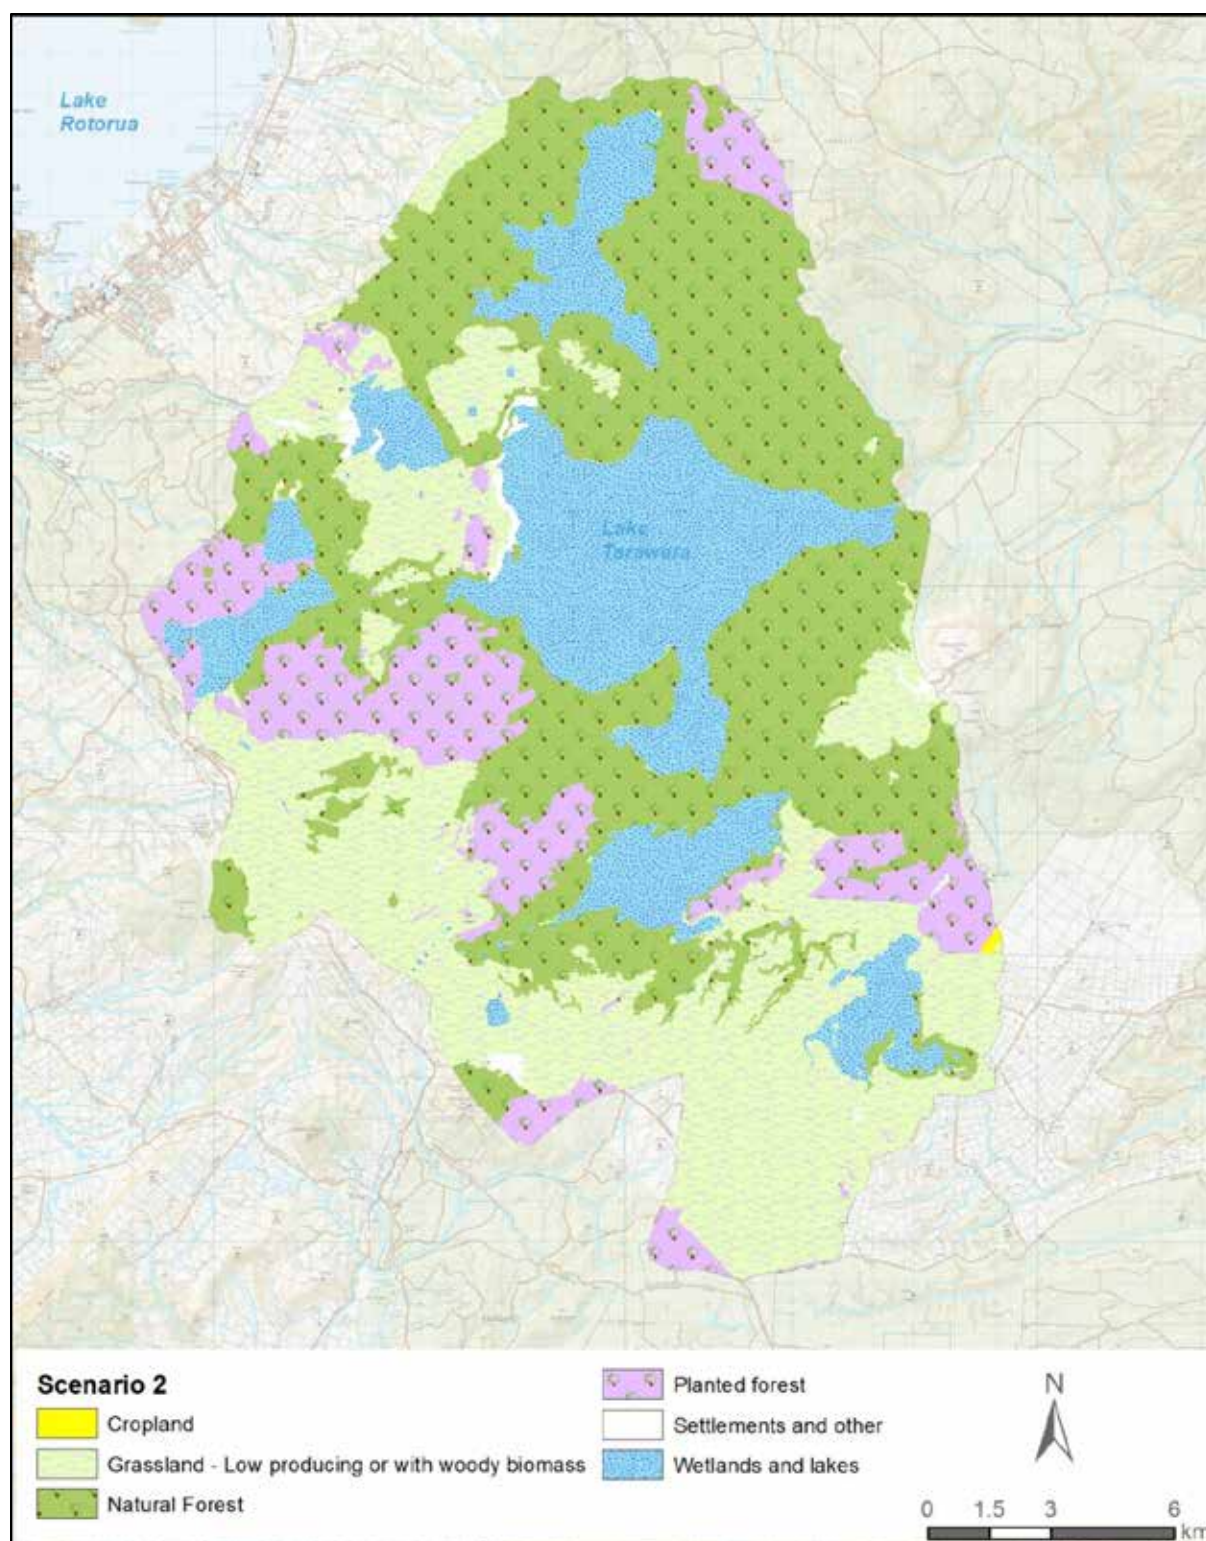 Lake
Rotorua
Lake
Tarawera
Scenario 2
Cropland
Grassland - Low producing or with woody biomass
Natural Forest
Planted forest
Settlements and other
Wetlands and lakes
N
0 1.5 3 6
km